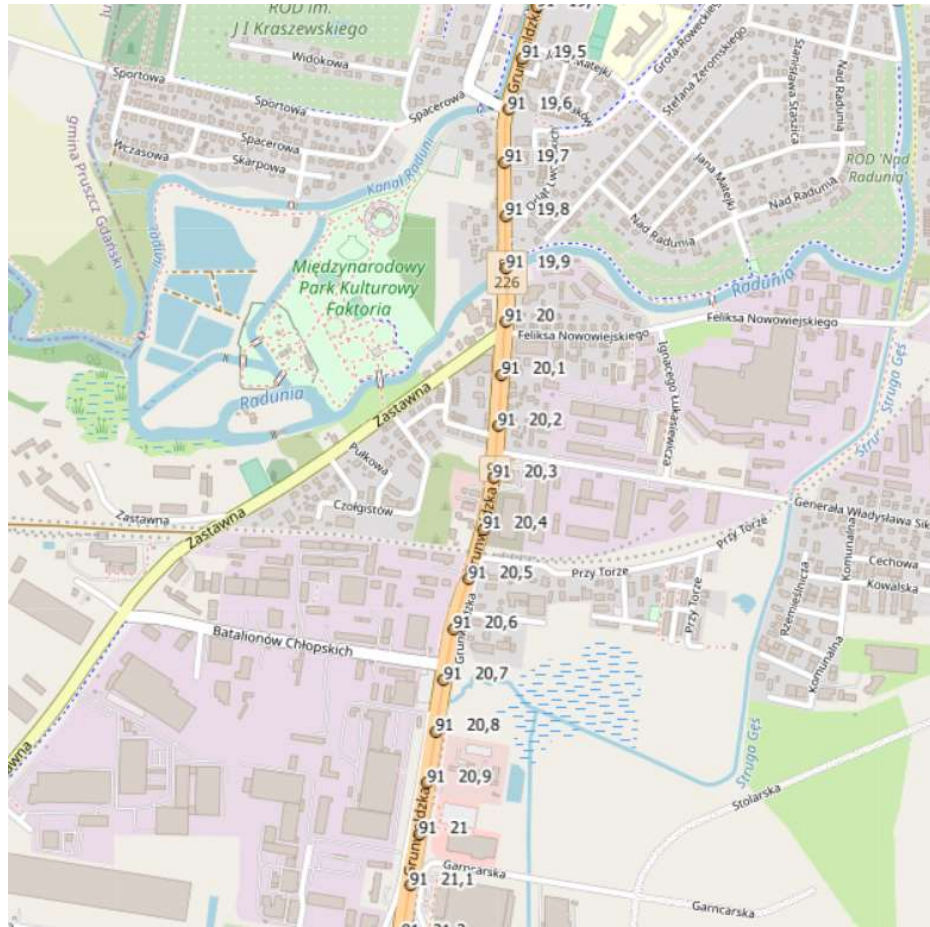 ROD im.
J I Kraszewskiego
Widokowa
Sportowa
Sportowa
Spacerowa
Spacerowa
Wczasowa
Skarpowa
gmina Pruszcz Gdański
Kanał Raduni
91 19,5
Matejki
Grota-Roweckiego
Stefana Żeromskiego
Stanisława Staszica
Nad Radunią
91 19,6
91 19,7
Jana Matejki
ROD 'Nad
Radunią'
91 19,8
Nad Radunią
Nad Radunią
91 19,9
226
Radunia
Międzynarodowy
Park Kulturowy
Faktoria
91 20
Feliksa Nowowiejskiego
Feliksa Nowowiejskiego
Ignacego Łukasiewicza
Struga Gęś
91 20,1
Radunia
Zastawna
91 20,2
Pułkowa
91 20,3
Czołgistów
Zastawna
Zastawna
Generała Władysława Sik
91 20,4
Przy Torze
Komunalna
Cechowa
91 20,5
Przy Torze
Kowalska
Przy Torze
Rzemieślnicza
Grunwaldzka
91 20,6
Batalionów Chłopskich
Komunalna
91 20,7
91 20,8
Struga Gęś
91 20,9
Stolarska
91 21
Grunwaldzka
Garncarska
91 21,1
Garncarska